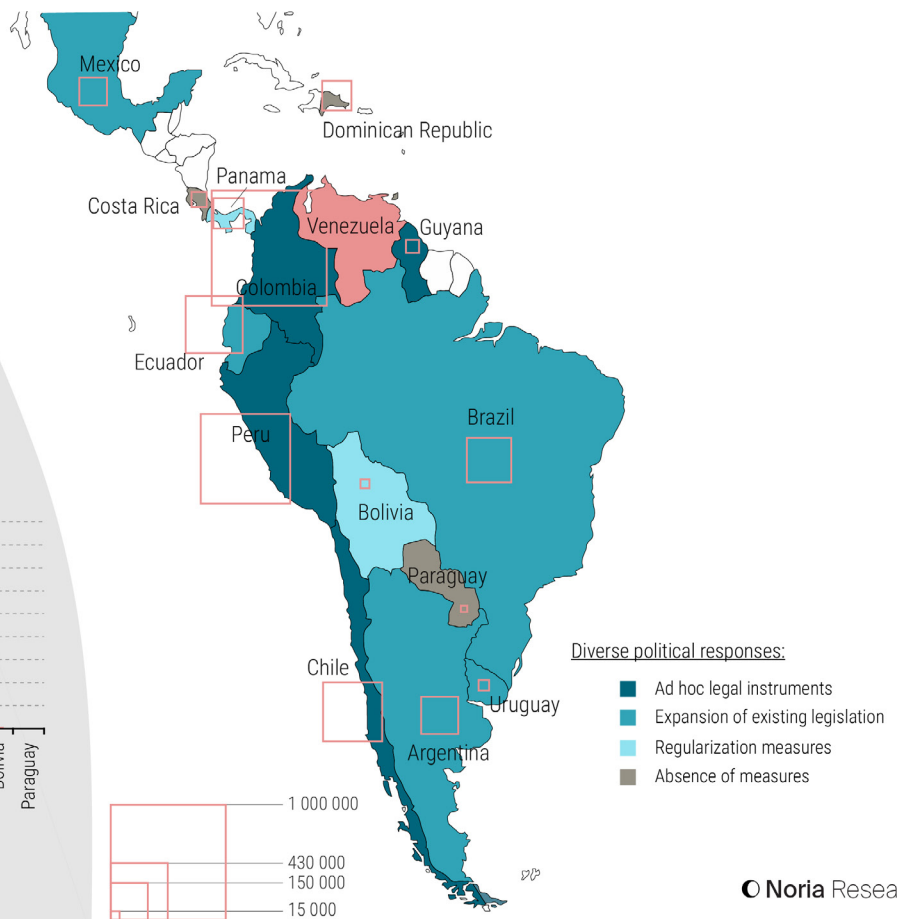 Mexico
Dominican Republic
Panama
Costa Rica
Venezuela
Guyana
Colombia
Ecuador
Brazil
Peru
Bolivia
Paraguay
Chile
Uruguay
Argentina
Diverse political responses:
Ad hoc legal instruments
Expansion of existing legislation
Regularization measures
Absence of measures
Bolivia
Paraguay
1 000 000
430 000
150 000
15 000
Noria Resea